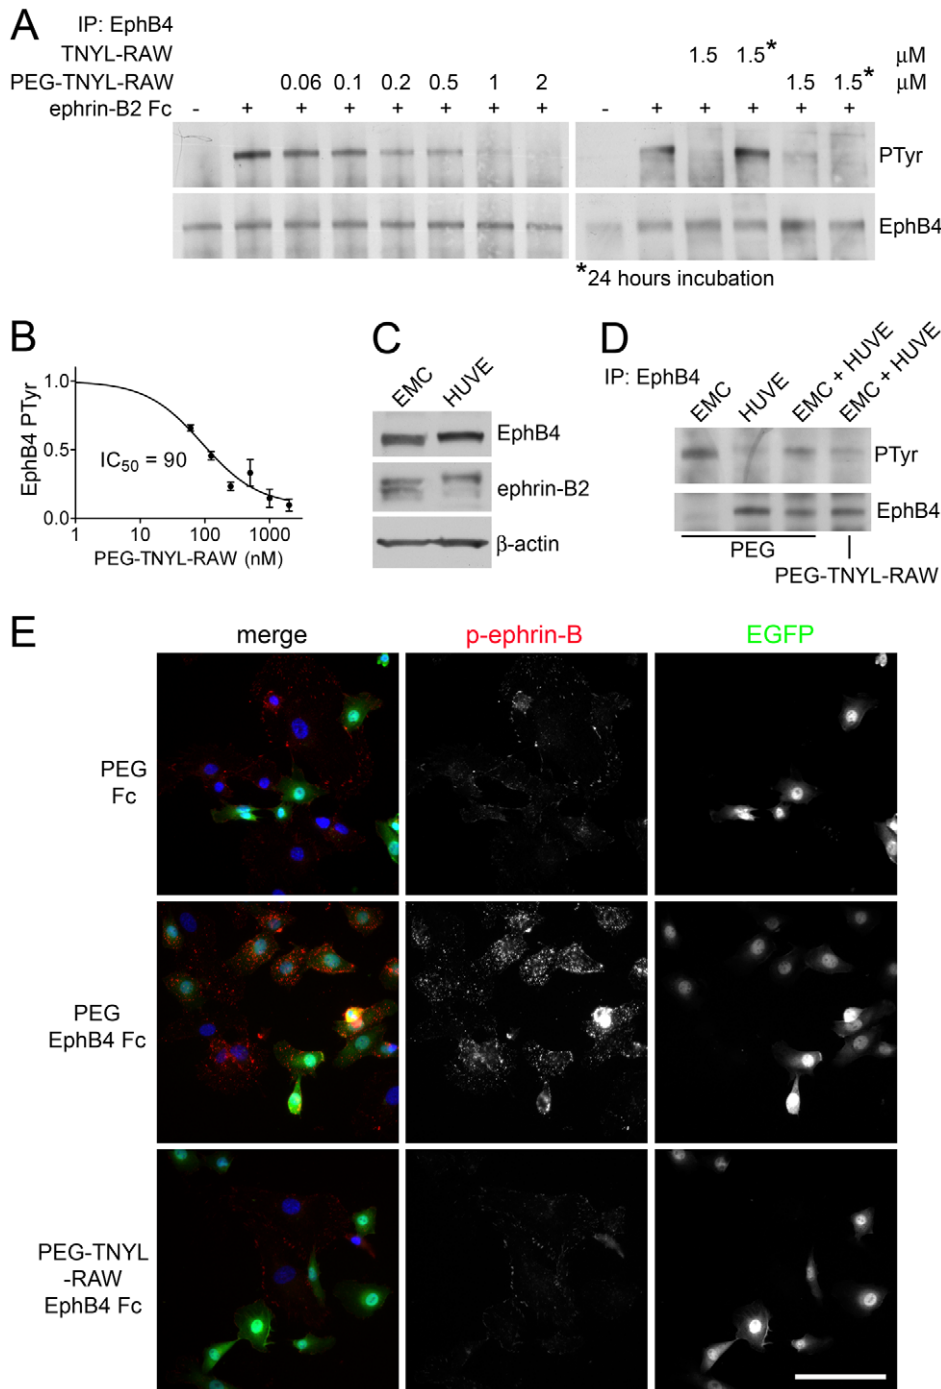 A
IP: EphB4
TNYL-RAW 1.5 1.5* μM
PEG-TNYL-RAW 0.06 0.1 0.2 0.5 1 2 1.5 1.5* μM
ephrin-B2 Fc - + + + + + + + - + + + + +
PTyr
EphB4
*24 hours incubation
B
EphB4 PTyr
1.0
0.5
0.0
IC50 = 90
1 10 100 1000
PEG-TNYL-RAW (nM)
C
EMC HUVE
EphB4
ephrin-B2
β-actin
D
IP: EphB4
EMC HUVE EMC + HUVE EMC + HUVE
PTyr
EphB4
PEG
PEG-TNYL-RAW
E
merge p-ephrin-B EGFP
PEG
Fc
PEG
EphB4 Fc
PEG-TNYL
-RAW
EphB4 Fc